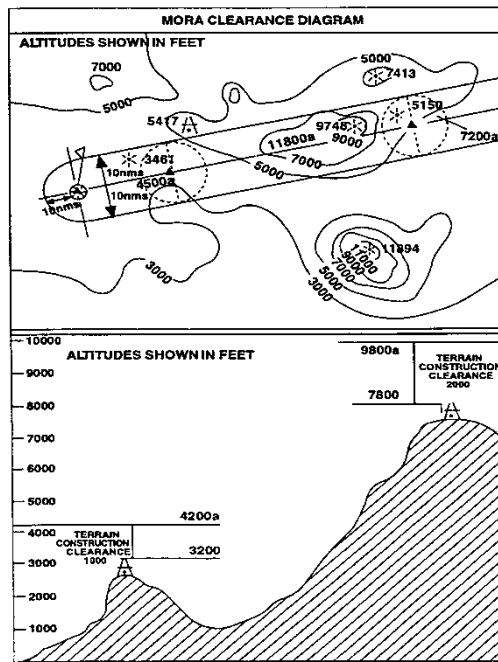 MORA CLEARANCE DIAGRAM
ALTITUDES SHOWN IN FEET
7000
5000
5000
7413
5417
9748
5150
11800a
9000
7000
7200a
3461
10nms
4500a
5000
10nms
10nms
3000
11894
11000
9000
7000
5000
3000
10000
ALTITUDES SHOWN IN FEET
9800a
TERRAIN
CONSTRUCTION
CLEARANCE
2000
9000
7800
8000
7000
6000
5000
4200a
4000
TERRAIN
CONSTRUCTION
CLEARANCE
1000
3200
3000
2000
1000